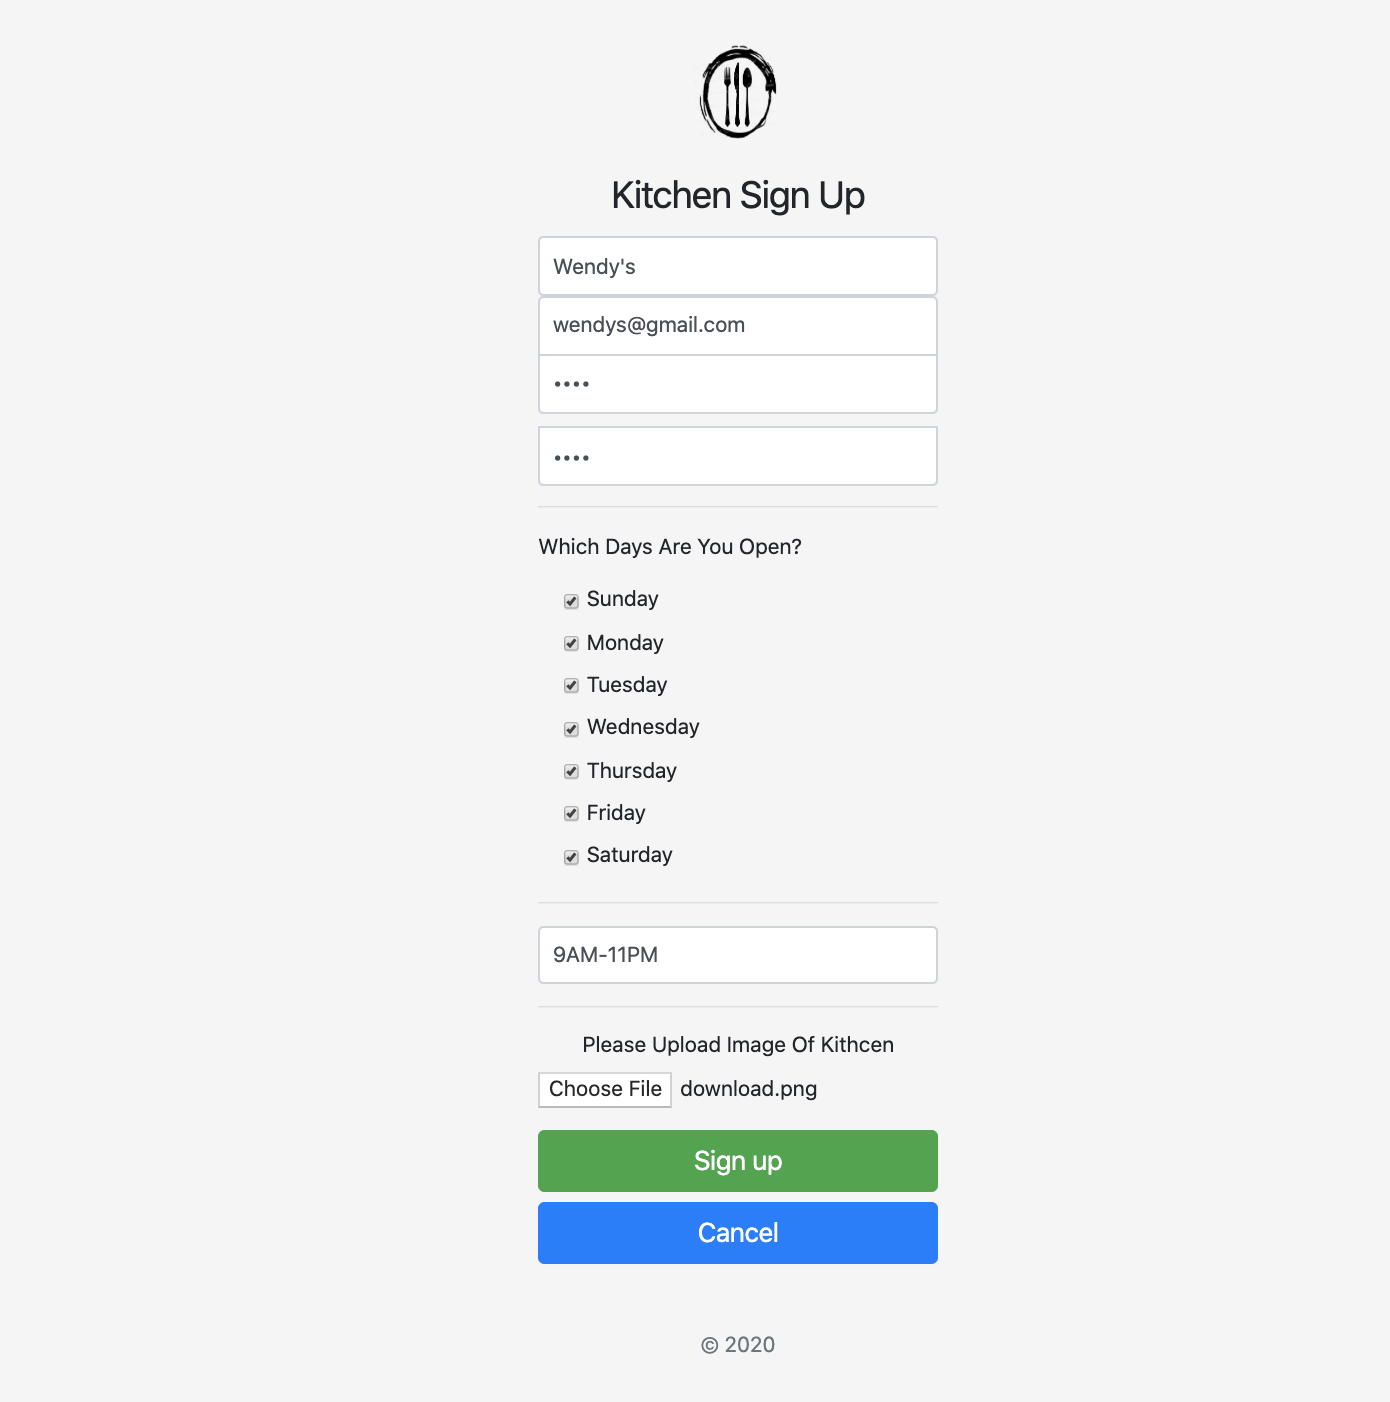 Kitchen Sign Up
Wendy's
wendys@gmail.com
••••
••••
Which Days Are You Open?
Sunday
Monday
Tuesday
Wednesday
Thursday
Friday
Saturday
9AM-11PM
Please Upload Image Of Kithcen
Choose File download.png
Sign up
Cancel
© 2020